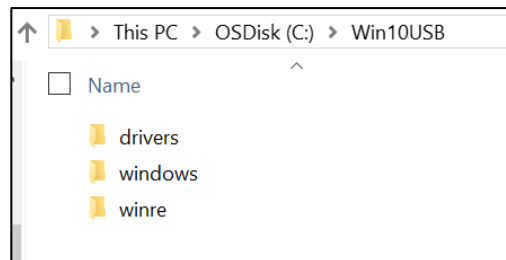 This PC > OSDisk (C:) > Win10USB
Name
drivers
windows
winre